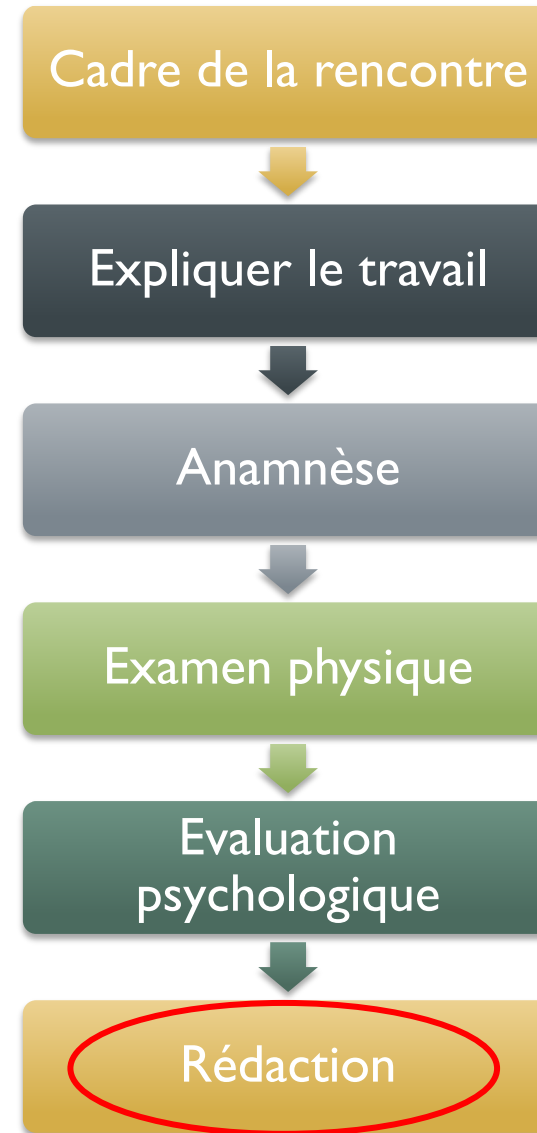 Cadre de la rencontre
Expliquer le travail
Anamnèse
Examen physique
Evaluation
psychologique
Rédaction